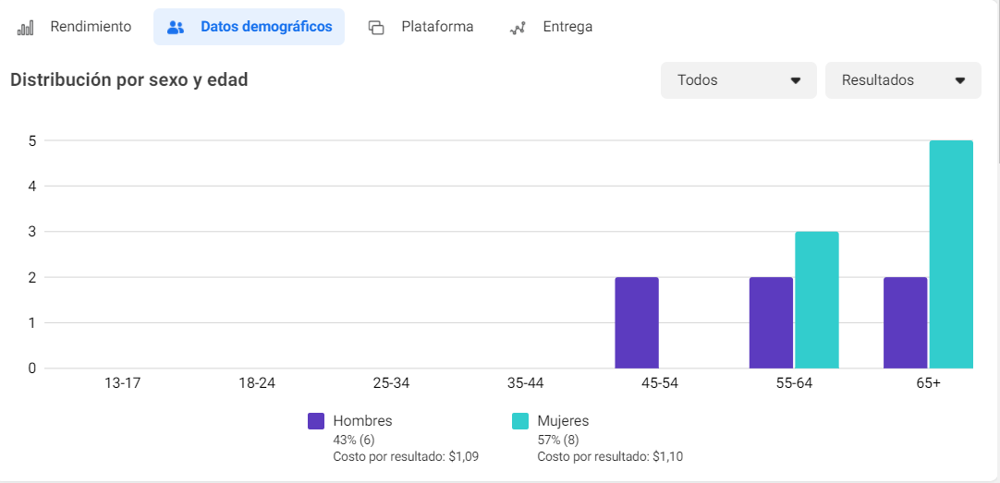 Rendimiento Datos demográficos Plataforma Entrega
Distribución por sexo y edad Todos Resultados
5
4
3
2
1
0
13-17 18-24 25-34 35-44 45-54 55-64 65+
Hombres Mujeres
43% (6) 57% (8)
Costo por resultado: $1,09 Costo por resultado: $1,10